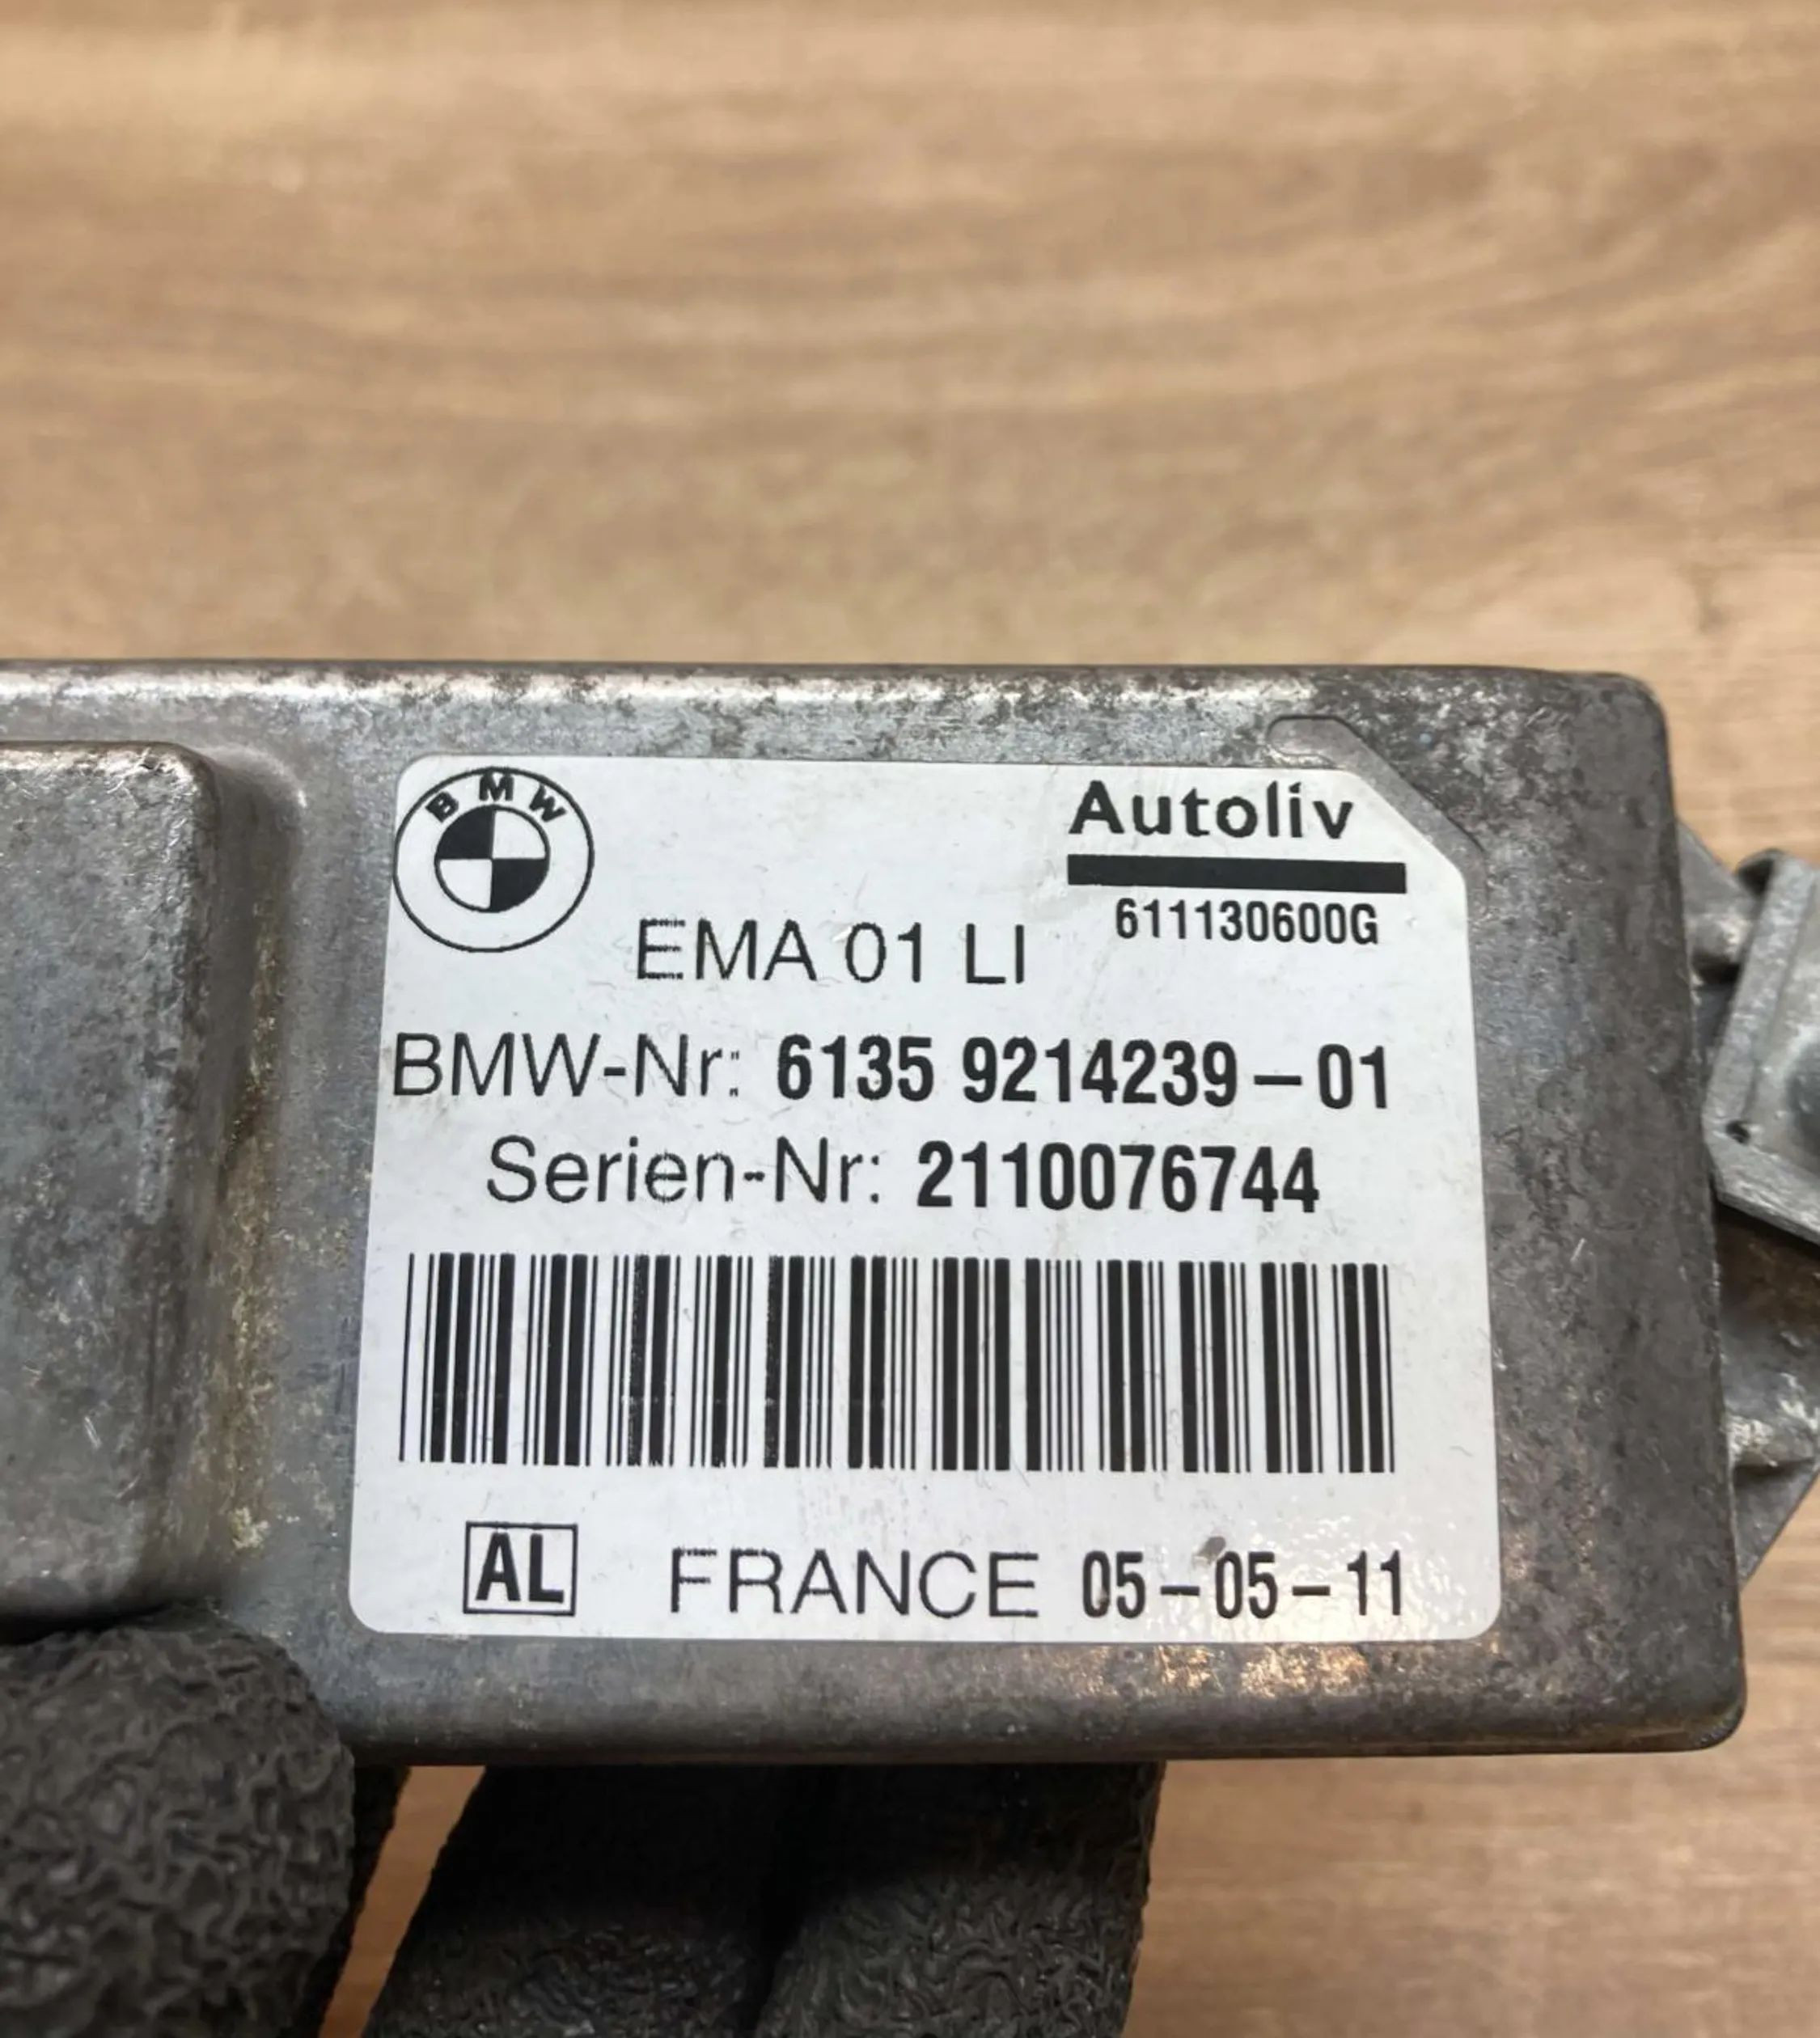 BMW
Autoliv
611130600G
EMA 01 LI
BMW-Nr: 6135 9214239-01
Serien-Nr: 2110076744
AL FRANCE 05-05-11